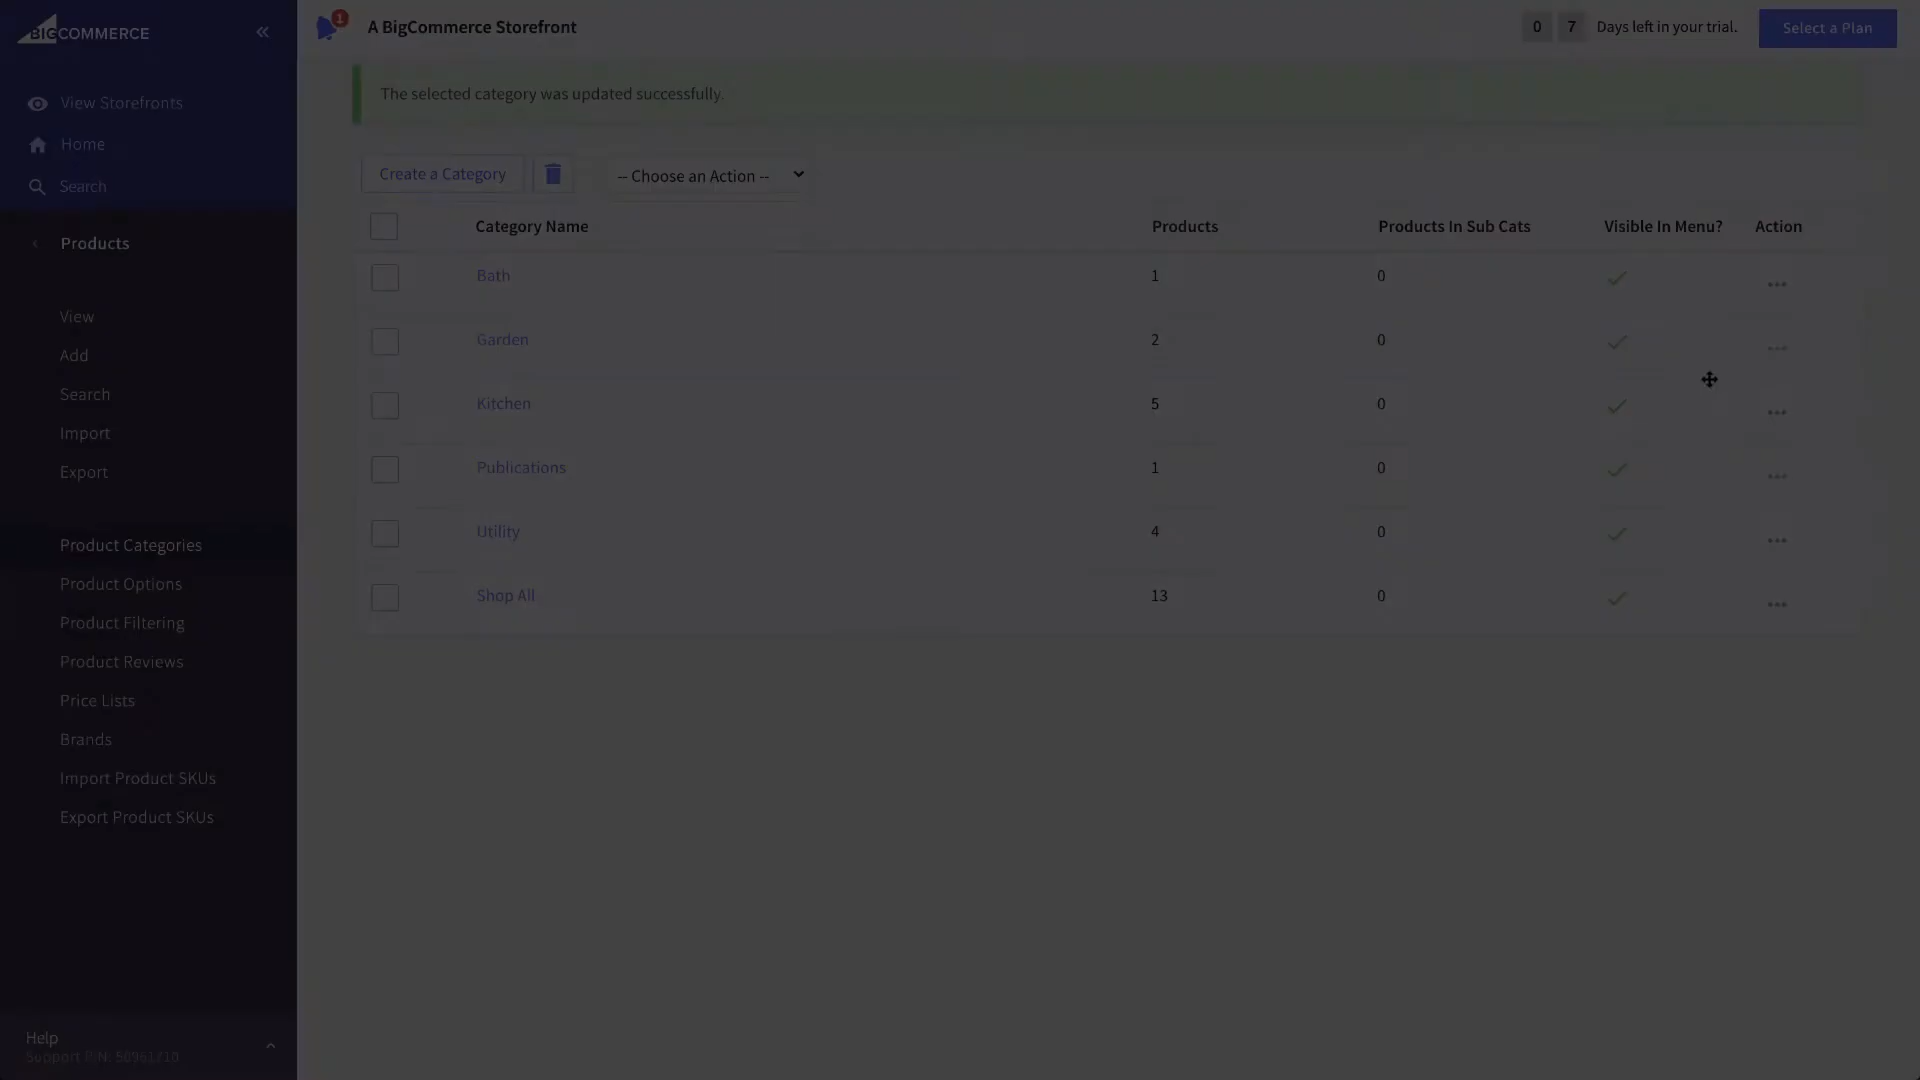 BIGCOMMERCE
View Storefronts
Home
Search
Products
View
Add
Search
Import
Export
Product Categories
Product Options
Product Filtering
Product Reviews
Price Lists
Brands
Import Product SKUs
Export Product SKUs
Help
Support PIN: 50961710
1
A BigCommerce Storefront
0 7 Days left in your trial.
Select a Plan
The selected category was updated successfully.
Create a Category
-- Choose an Action --
Category Name Products Products In Sub Cats Visible In Menu? Action
Bath 1 0
Garden 2 0
Kitchen 5 0
Publications 1 0
Utility 4 0
Shop All 13 0